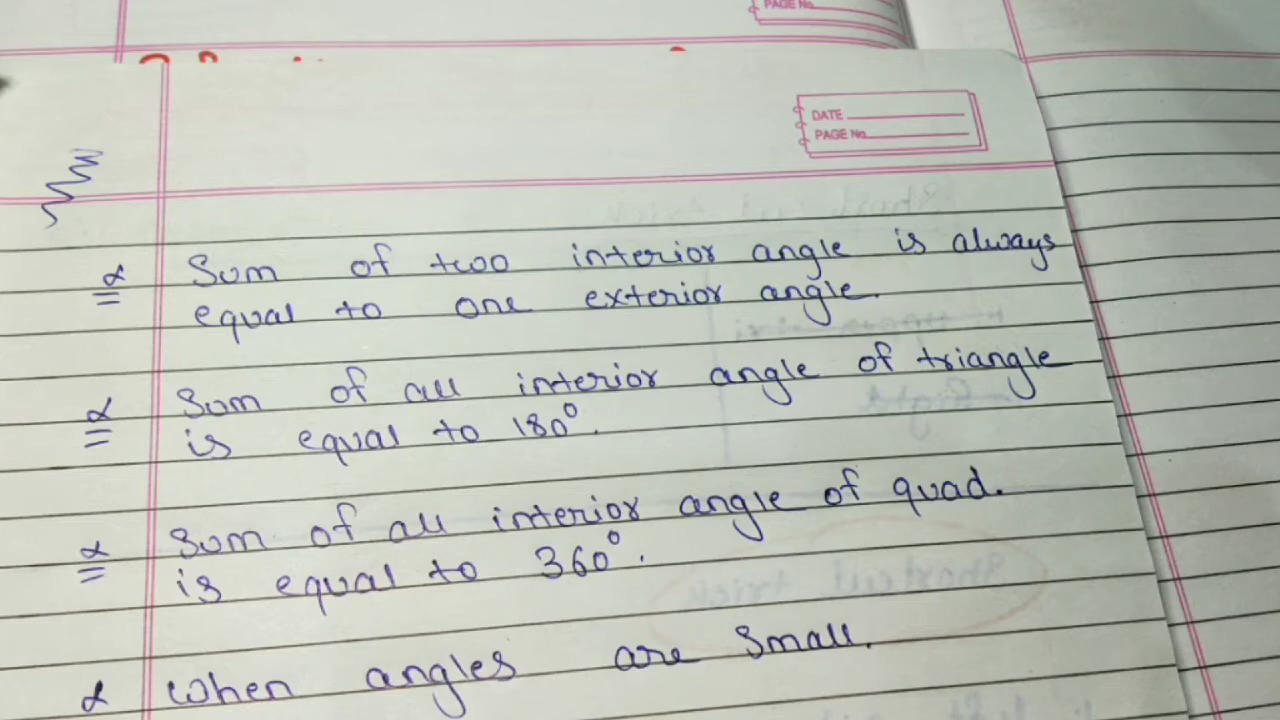 PAGE No.
DATE
PAGE No.
α Sum of two interior angle is always
equal to one exterior angle.
α Sum of all interior angle of triangle
is equal to 180°.
α Sum of all interior angle of quad.
is equal to 360°.
α When angles are small.